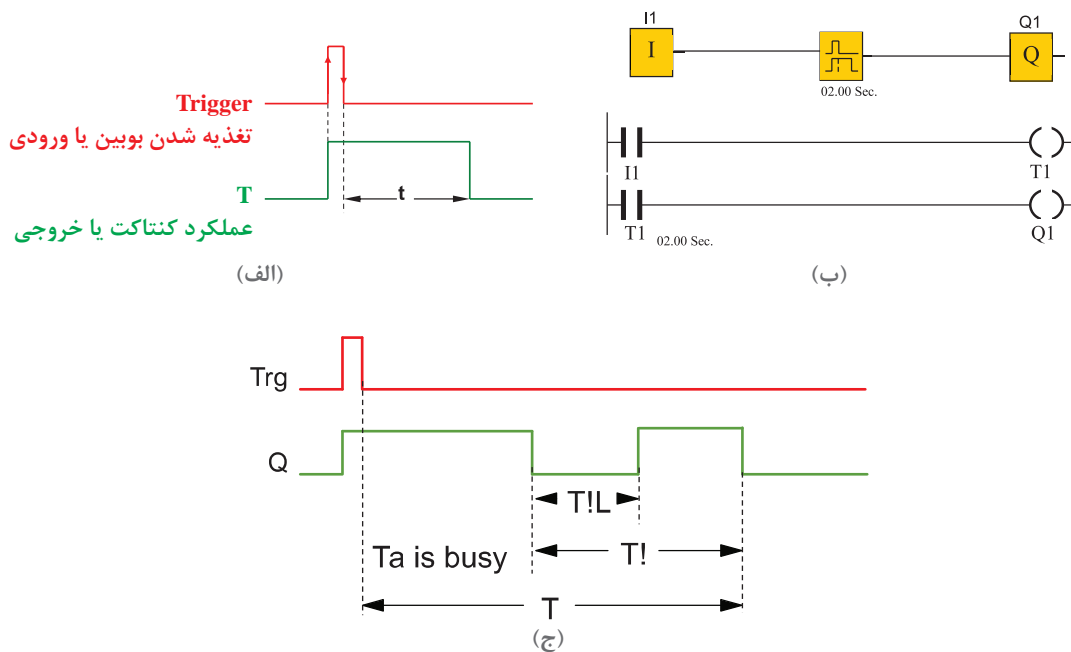 Trigger
تغذیه شدن بوبین یا ورودی
T
t
عملکرد کنتاکت یا خروجی
(الف)
I1
I
02.00 Sec.
Q1
Q
I1
T1
T1
02.00 Sec.
Q1
(ب)
Trg
Q
T!L
Ta is busy
T!
T
(ج)